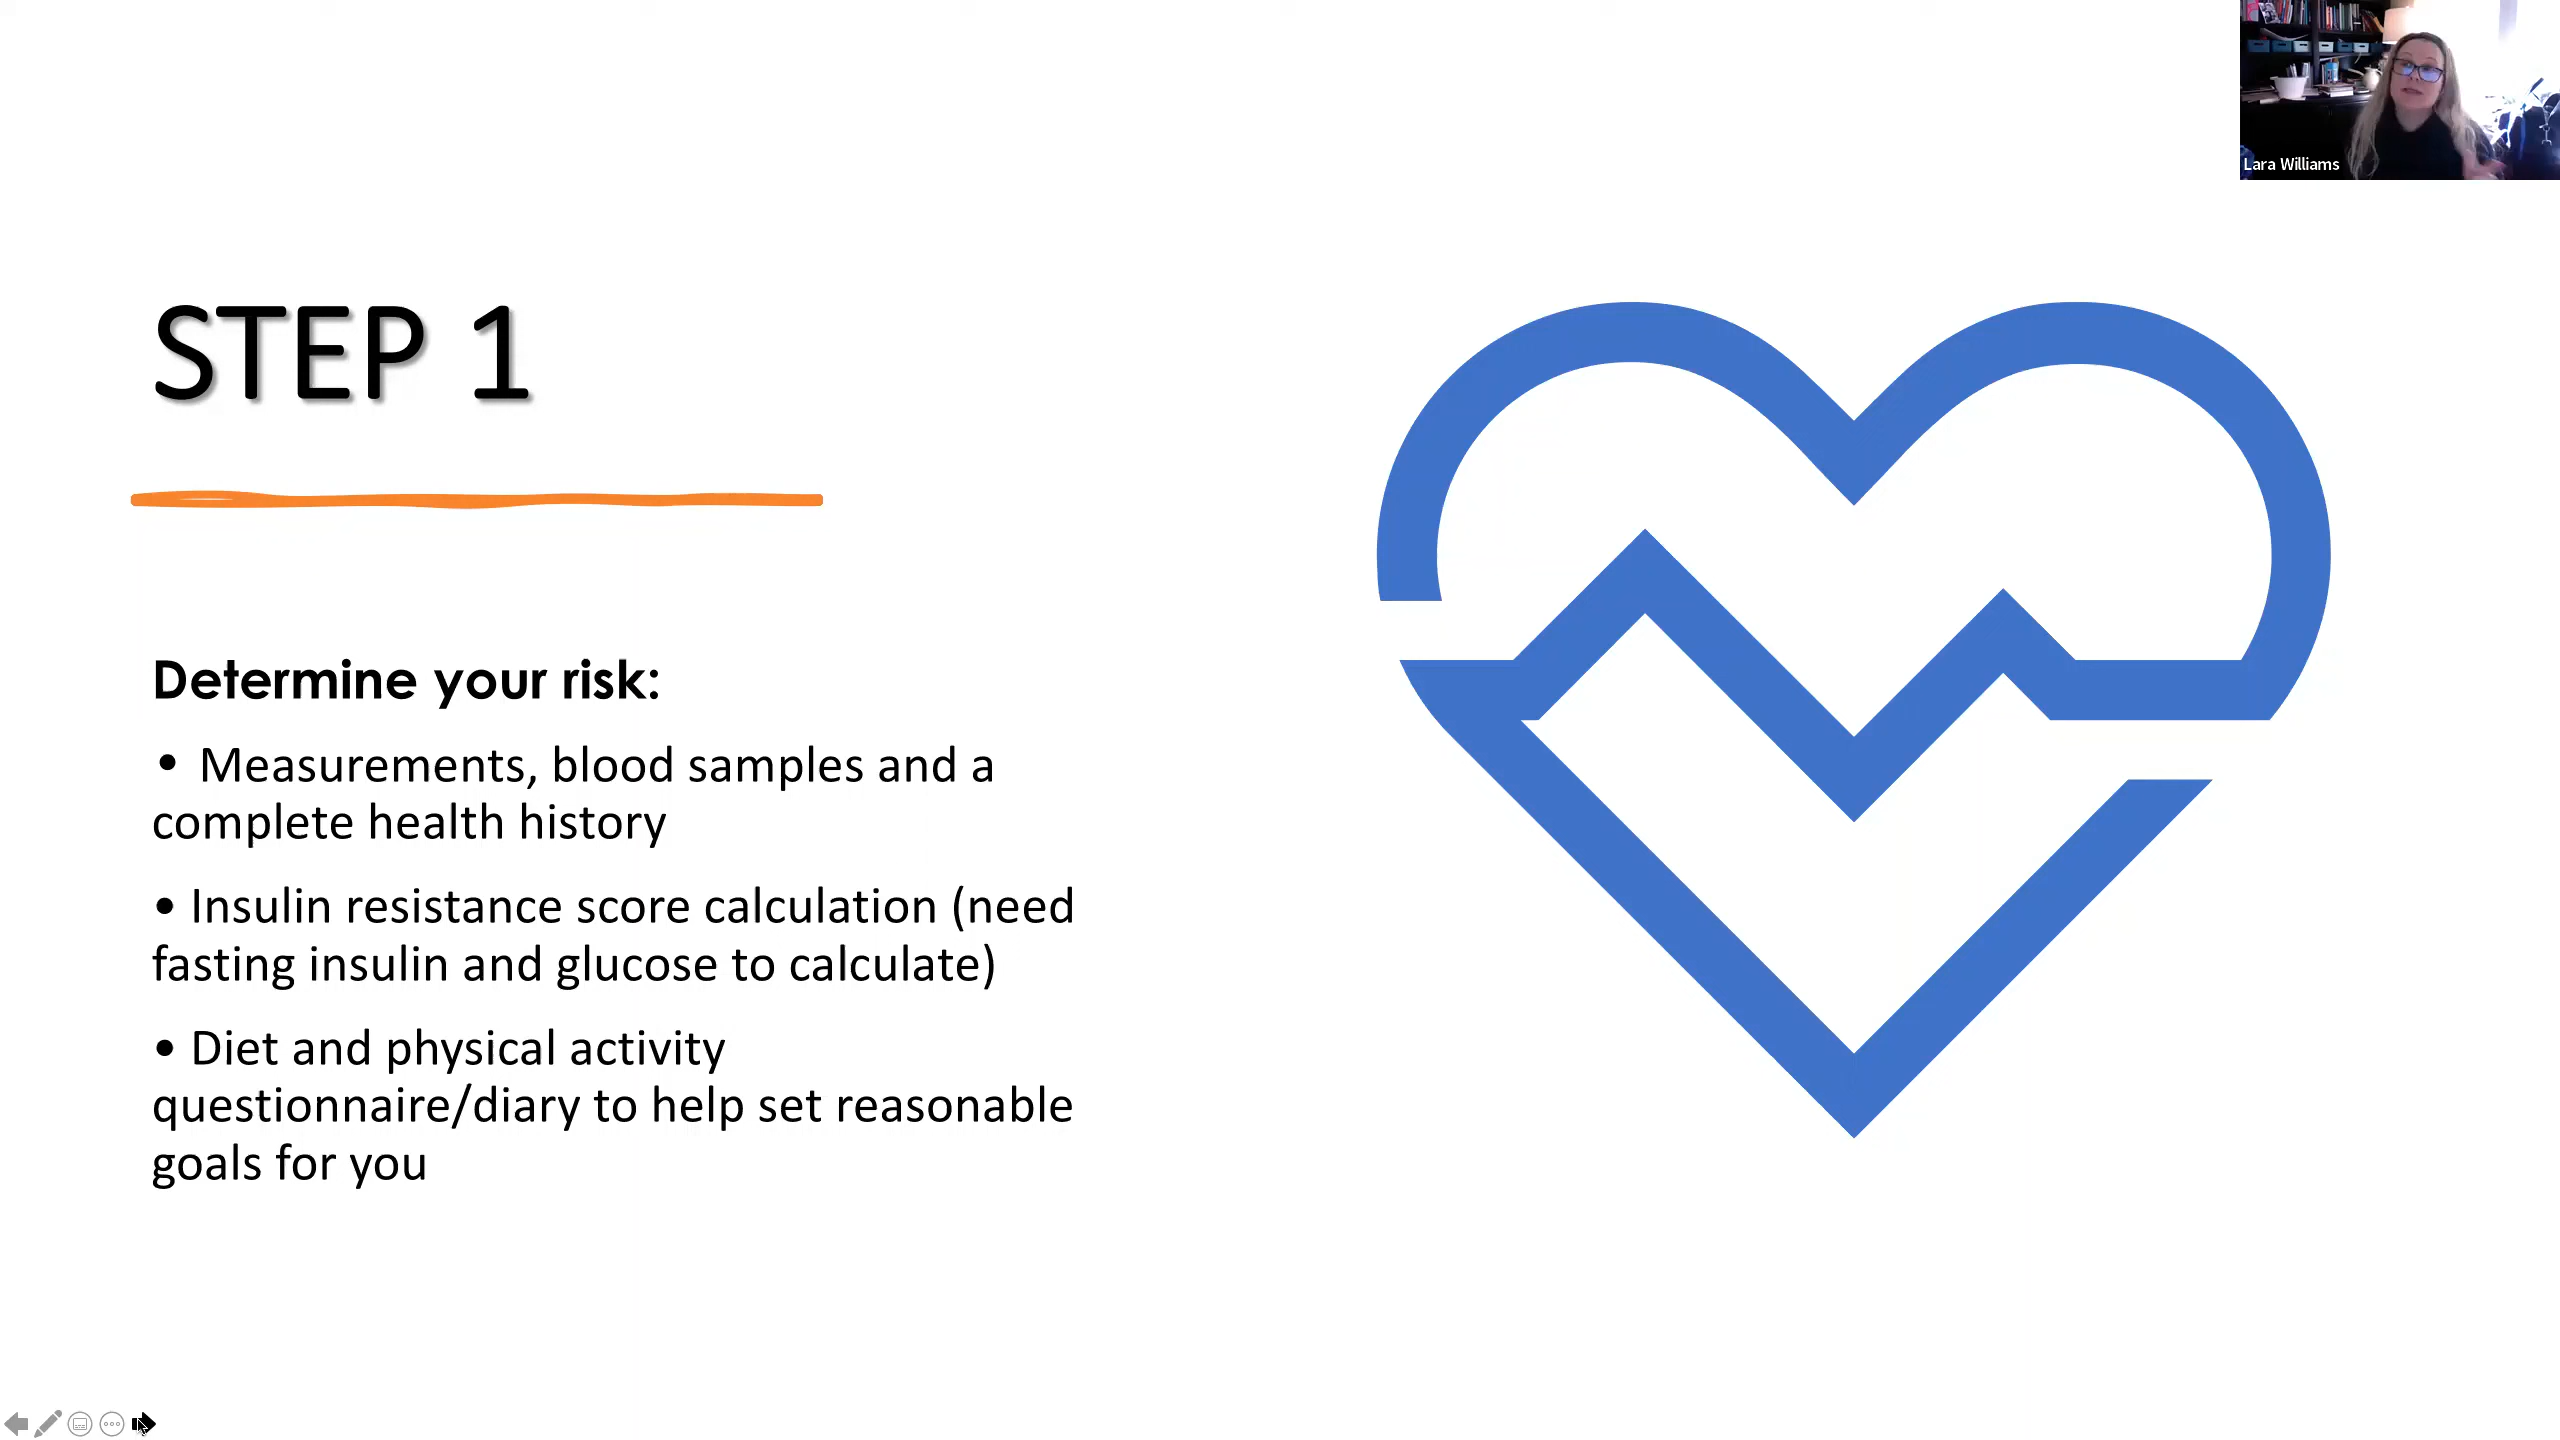 Lara Williams
STEP 1
Determine your risk:
• Measurements, blood samples and a
complete health history
• Insulin resistance score calculation (need
fasting insulin and glucose to calculate)
• Diet and physical activity
questionnaire/diary to help set reasonable
goals for you